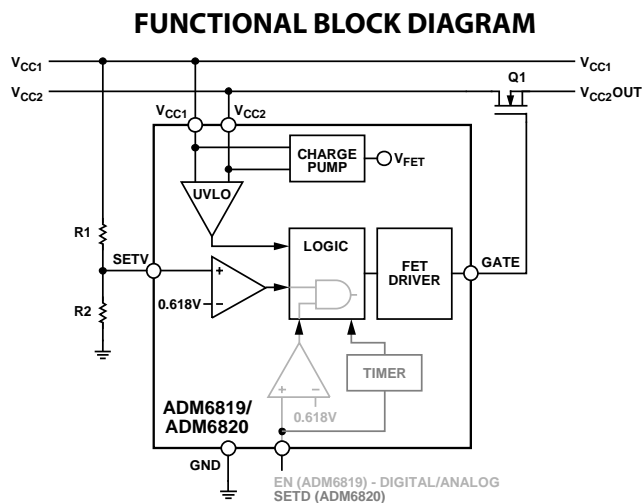 FUNCTIONAL BLOCK DIAGRAM
VCC1
VCC1
VCC2
Q1
VCC2OUT
VCC1
VCC2
CHARGE
PUMP
VFET
UVLO
R1
SETV
LOGIC
FET
DRIVER
GATE
+
0.618V
–
R2
TIMER
+
–
0.618V
ADM6819/
ADM6820
GND
EN (ADM6819) - DIGITAL/ANALOG
SETD (ADM6820)